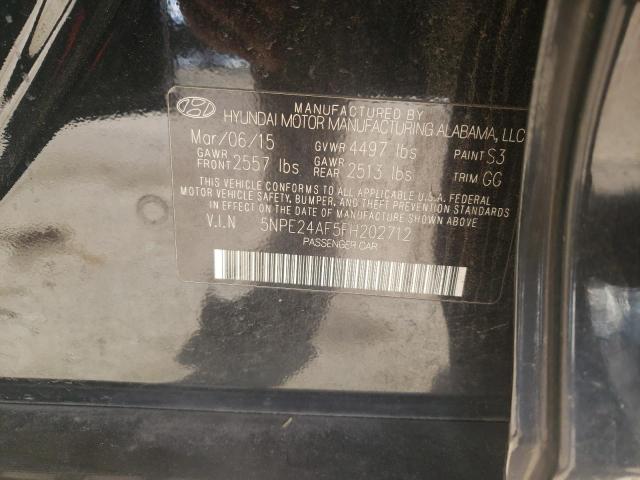 MANUFACTURED BY
HYUNDAI MOTOR MANUFACTURING ALABAMA, LLC
Mar/06/15 GVWR 4497 lbs PAINT S3
GAWR FRONT 2557 lbs GAWR REAR 2513 lbs TRIM GG
THIS VEHICLE CONFORMS TO ALL APPLICABLE U.S.A. FEDERAL
MOTOR VEHICLE SAFETY, BUMPER, AND THEFT PREVENTION STANDARDS
IN EFFECT ON THE DATE OF MANUFACTURE SHOWN ABOVE
V.I.N 5NPE24AF5FH202712
PASSENGER CAR